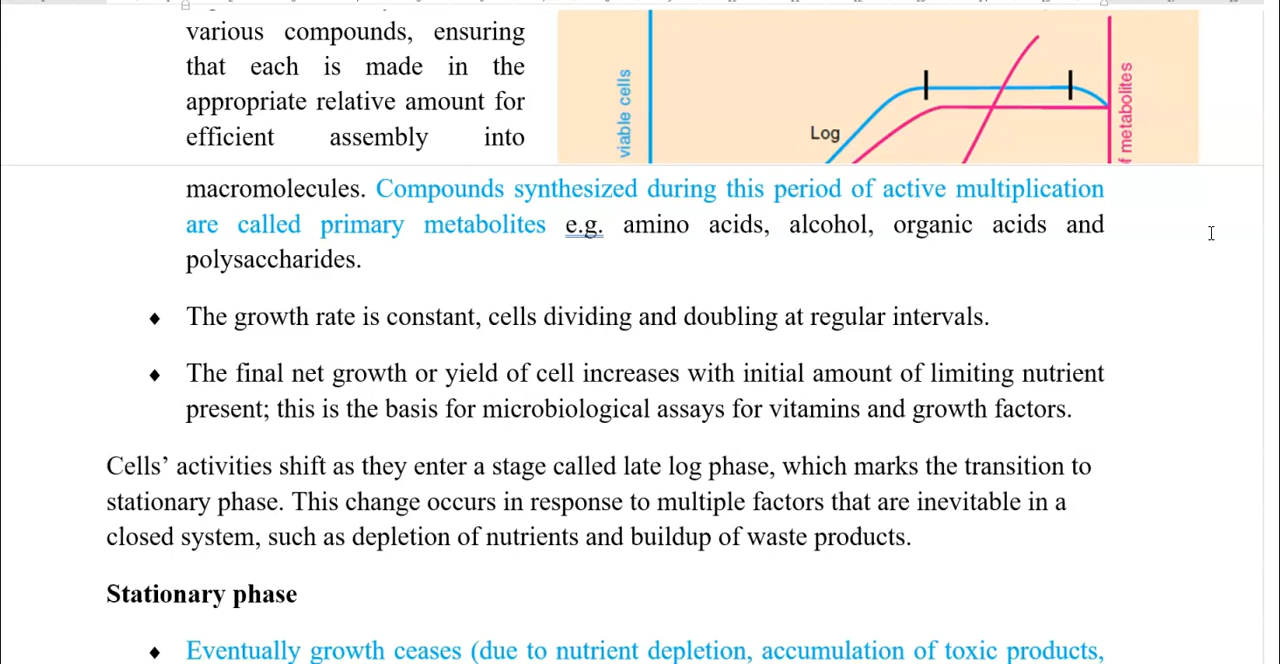 various compounds, ensuring
that each is made in the
appropriate relative amount for
efficient assembly into
viable cells
Log
f metabolites
macromolecules. Compounds synthesized during this period of active multiplication
are called primary metabolites e.g. amino acids, alcohol, organic acids and
polysaccharides.
♦ The growth rate is constant, cells dividing and doubling at regular intervals.
♦ The final net growth or yield of cell increases with initial amount of limiting nutrient
present; this is the basis for microbiological assays for vitamins and growth factors.
Cells’ activities shift as they enter a stage called late log phase, which marks the transition to
stationary phase. This change occurs in response to multiple factors that are inevitable in a
closed system, such as depletion of nutrients and buildup of waste products.
Stationary phase
♦ Eventually growth ceases (due to nutrient depletion, accumulation of toxic products,